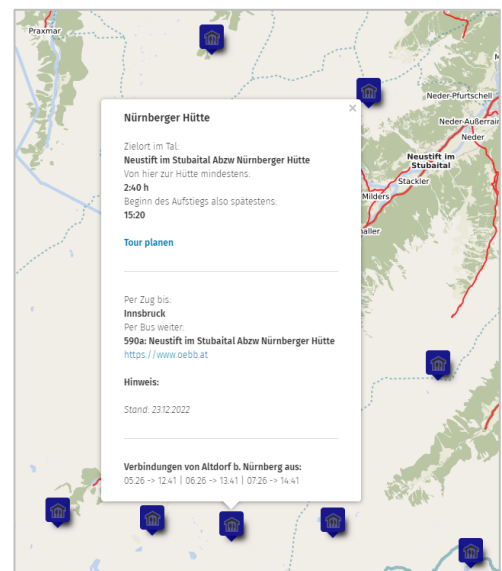 Praxmar
Neder-Pfurtschell
Neder-Außerrain
Neder
Neustift im
Stubaital
Stackler
Milders
×
Nürnberger Hütte
Zielort im Tal:
Neustift im Stubaital Abzw Nürnberger Hütte
Von hier zur Hütte mindestens:
2:40 h
Beginn des Aufstiegs also spätestens:
15:20
Tour planen
Per Zug bis:
Innsbruck
Per Bus weiter:
590a: Neustift im Stubaital Abzw Nürnberger Hütte
https://www.oebb.at
Hinweis:
Stand: 23.12.2022
Verbindungen von Altdorf b. Nürnberg aus:
05:26 -> 12:41 | 06:26 -> 13:41 | 07:26 -> 14:41